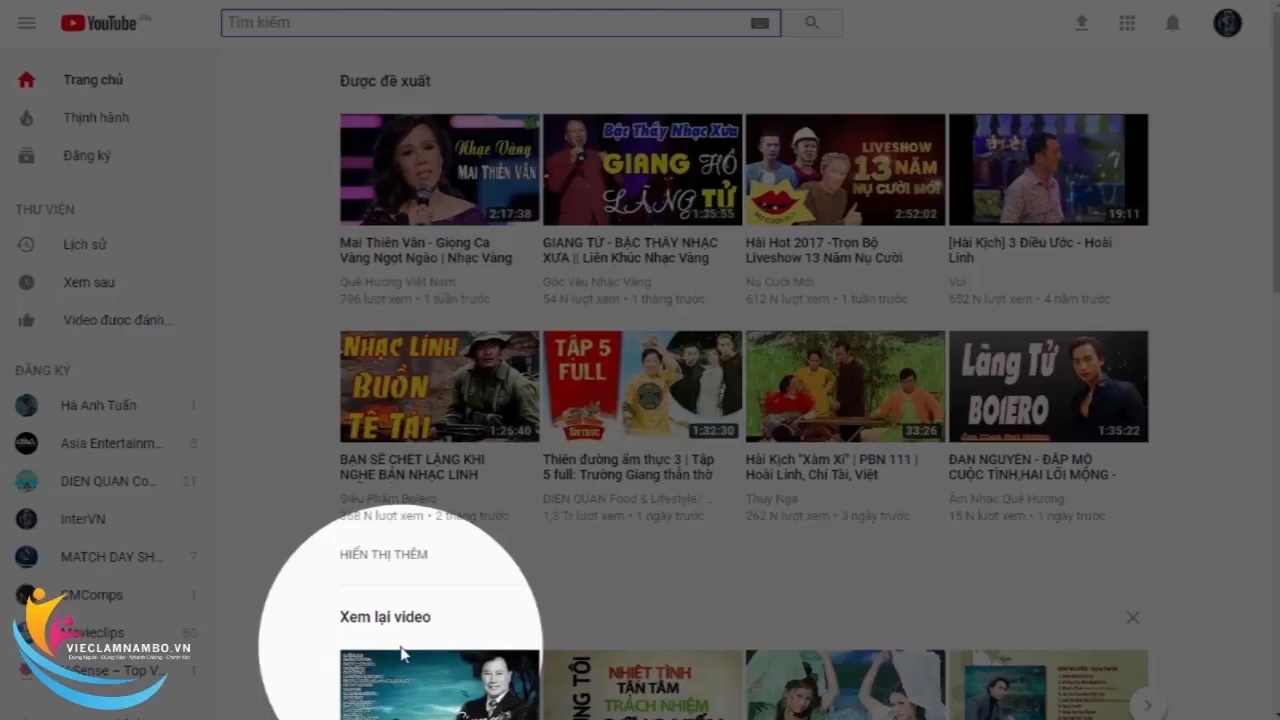 YouTube VN
Tìm kiếm
Trang chủ
Thịnh hành
Đăng ký
THƯ VIỆN
Lịch sử
Xem sau
Video được đánh...
ĐĂNG KÝ
Hà Anh Tuấn 1
Asia Entertainm... 6
DIEN QUAN Co... 21
InterVN
MATCH DAY SH... 7
CMComps 1
Movieclips 80
Sense – Top V... 1
VIECLAMNAMBO.VN
Được đề xuất
Nhạc Vàng
MAI THIÊN VÂN
2:17:38
Bậc Thầy Nhạc Xưa
GIANG HỒ
LÃNG TỬ
1:35:55
LIVESHOW
13 NĂM
NỤ CƯỜI MỚI
2:52:02
19:11
Mai Thiên Vân - Giọng Ca
Vàng Ngọt Ngào | Nhạc Vàng
Quê Hương Việt Nam
796 lượt xem • 1 tuần trước
GIANG TỬ - BẬC THẦY NHẠC
XƯA || Liên Khúc Nhạc Vàng
Góc Yêu Nhạc Vàng
54 N lượt xem • 1 tháng trước
Hài Hot 2017 -Trọn Bộ
Liveshow 13 Năm Nụ Cười
Nụ Cười Mới
612 N lượt xem • 1 tuần trước
[Hài Kịch] 3 Điều Ước - Hoài
Linh
Vui
652 N lượt xem • 4 năm trước
NHẠC LÍNH
BUỒN
TÊ TÁI
1:26:40
TẬP 5
FULL
1:32:30
33:26
Lãng Tử
BOLERO
1:35:22
BẠN SẼ CHẾT LẶNG KHI
NGHE BẢN NHẠC LÍNH
Siêu Phẩm Bolero
368 N lượt xem • 2 tháng trước
Thiên đường ẩm thực 3 | Tập
5 full: Trường Giang thẫn thờ
DIEN QUAN Food & Lifestyle/ ...
1,3 Tr lượt xem • 1 ngày trước
Hài Kịch "Xàm Xí" | PBN 111 |
Hoài Linh, Chí Tài, Việt
Thuy Nga
262 N lượt xem • 3 ngày trước
ĐAN NGUYÊN - ĐẮP MỘ
CUỘC TÌNH,HAI LỐI MỘNG -
Âm Nhạc Quê Hương
15 N lượt xem • 1 ngày trước
HIỂN THỊ THÊM
Xem lại video
NHIỆT TÌNH
TẬN TÂM
TRÁCH NHIỆM